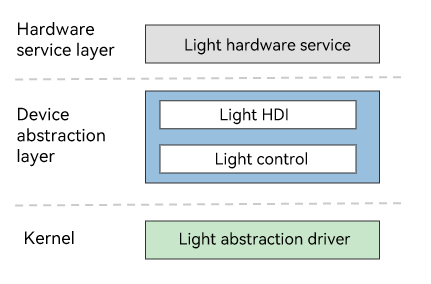 Hardware
service layer
Light hardware service
Device
abstraction
layer
Light HDI
Light control
Kernel
Light abstraction driver